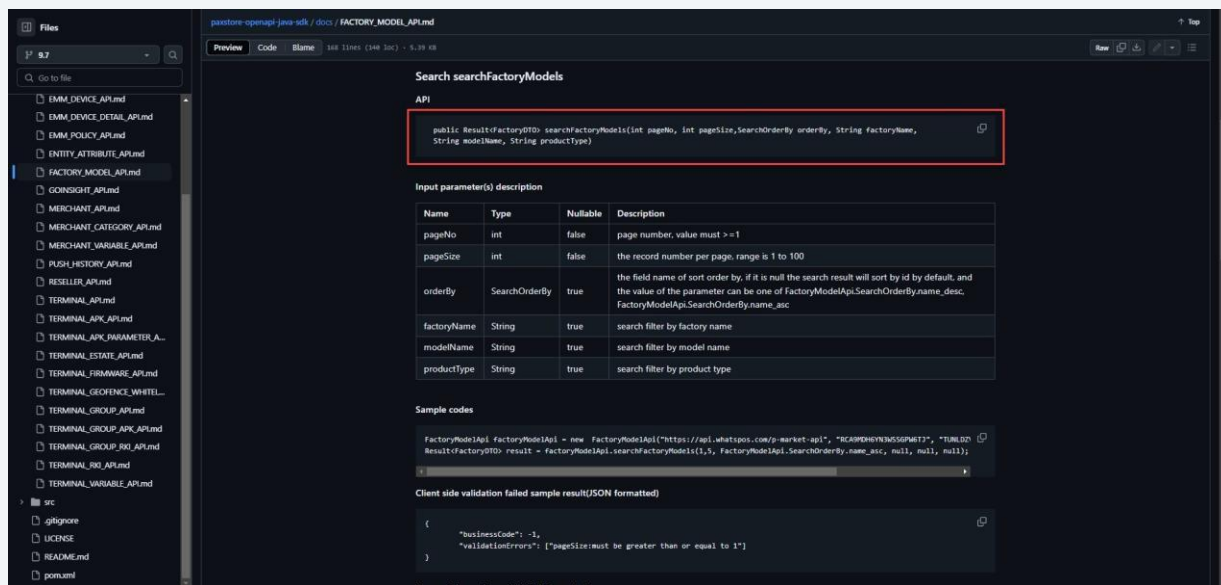 Files
9.7
Go to file
EMM_DEVICE_API.md
EMM_DEVICE_DETAIL_API.md
EMM_POLICY_API.md
ENTITY_ATTRIBUTE_API.md
FACTORY_MODEL_API.md
GOINSIGHT_API.md
MERCHANT_API.md
MERCHANT_CATEGORY_API.md
MERCHANT_VARIABLE_API.md
PUSH_HISTORY_API.md
RESELLER_API.md
TERMINAL_API.md
TERMINAL_APK_API.md
TERMINAL_APK_PARAMETER_A...
TERMINAL_ESTATE_API.md
TERMINAL_FIRMWARE_API.md
TERMINAL_GEOFENCE_WHITEL...
TERMINAL_GROUP_API.md
TERMINAL_GROUP_APK_API.md
TERMINAL_GROUP_RKI_API.md
TERMINAL_RKI_API.md
TERMINAL_VARIABLE_API.md
src
.gitignore
LICENSE
README.md
pom.xml
paxstore-openapi-java-sdk / docs / FACTORY_MODEL_API.md
Top
Preview Code Blame 168 lines (140 loc) · 5.39 KB
Raw
Search searchFactoryModels
API
public Result<FactoryDTO> searchFactoryModels(int pageNo, int pageSize,SearchOrderBy orderBy, String factoryName,
String modelName, String productType)
Input parameter(s) description
Name Type Nullable Description
pageNo int false page number, value must >=1
pageSize int false the record number per page, range is 1 to 100
orderBy SearchOrderBy true the field name of sort order by, if it is null the search result will sort by id by default, and
the value of the parameter can be one of FactoryModelApi.SearchOrderBy.name_desc,
FactoryModelApi.SearchOrderBy.name_asc
factoryName String true search filter by factory name
modelName String true search filter by model name
productType String true search filter by product type
Sample codes
FactoryModelApi factoryModelApi = new FactoryModelApi("https://api.whatspos.com/p-market-api", "RCA9MDH6YN3WSSGPW6TJ", "TUNLDZ
Result<FactoryDTO> result = factoryModelApi.searchFactoryModels(1,5, FactoryModelApi.SearchOrderBy.name_asc, null, null, null);
Client side validation failed sample result(JSON formatted)
{
"businessCode": -1,
"validationErrors": ["pageSize:must be greater than or equal to 1"]
}